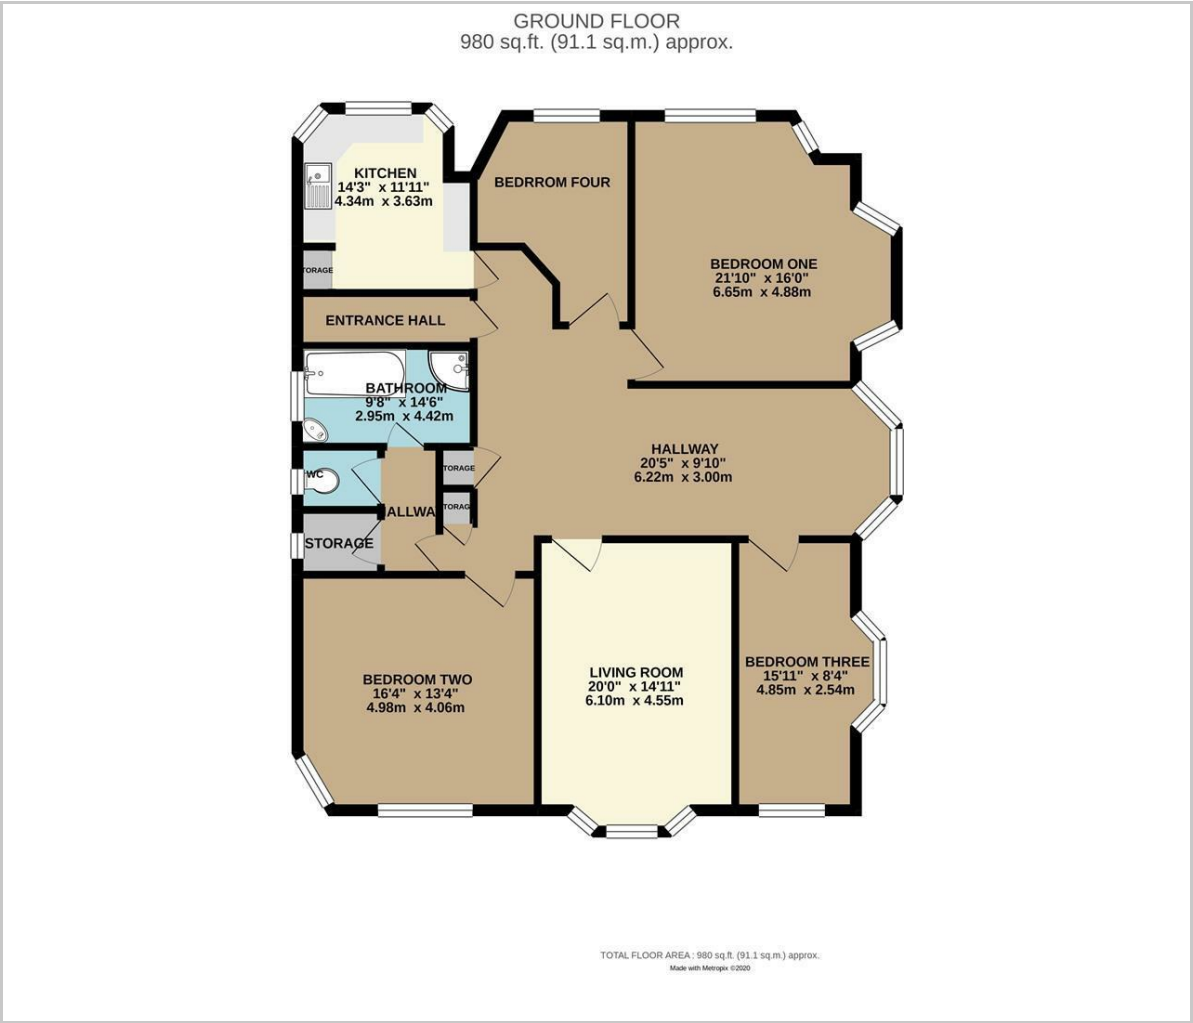 GROUND FLOOR
980 sq.ft. (91.1 sq.m.) approx.
KITCHEN
14'3" x 11'11"
4.34m x 3.63m
BEDRROM FOUR
BEDROOM ONE
21'10" x 16'0"
6.65m x 4.88m
TORAGE
ENTRANCE HALL
BATHROOM
9'8" x 14'6"
2.95m x 4.42m
HALLWAY
20'5" x 9'10"
6.22m x 3.00m
TORAGE
WC
TORAG
ALLWA
STORAGE
BEDROOM TWO
16'4" x 13'4"
4.98m x 4.06m
LIVING ROOM
20'0" x 14'11"
6.10m x 4.55m
BEDROOM THREE
15'11" x 8'4"
4.85m x 2.54m
TOTAL FLOOR AREA : 980 sq.ft. (91.1 sq.m.) approx.
Made with Metropix ©2020